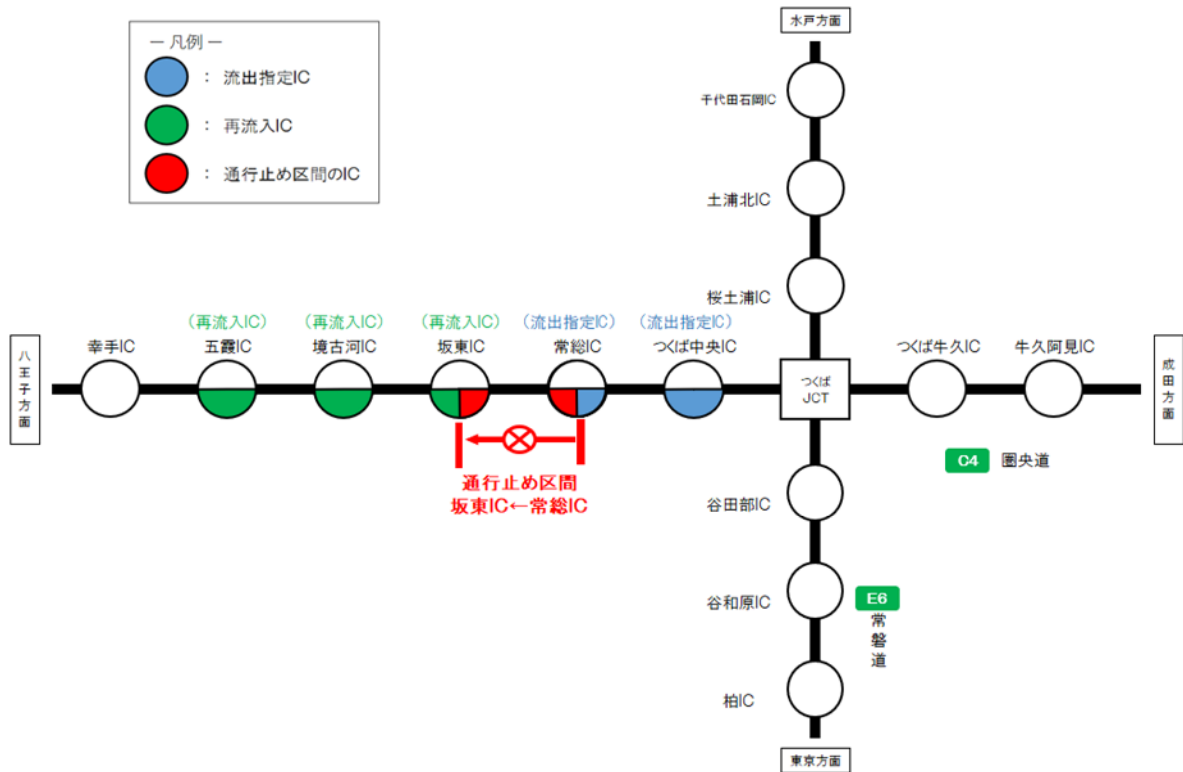 水戸方面
― 凡例 ―
： 流出指定IC
： 再流入IC
： 通行止め区間のIC
千代田石岡IC
土浦北IC
桜土浦IC
（再流入IC） （再流入IC） （再流入IC） （流出指定IC） （流出指定IC）
幸手IC 五霞IC 境古河IC 坂東IC 常総IC つくば中央IC つくば牛久IC 牛久阿見IC
八王子方面
つくば
JCT
成田方面
通行止め区間
坂東IC←常総IC
C4 圏央道
谷田部IC
谷和原IC
E6
常磐道
柏IC
東京方面